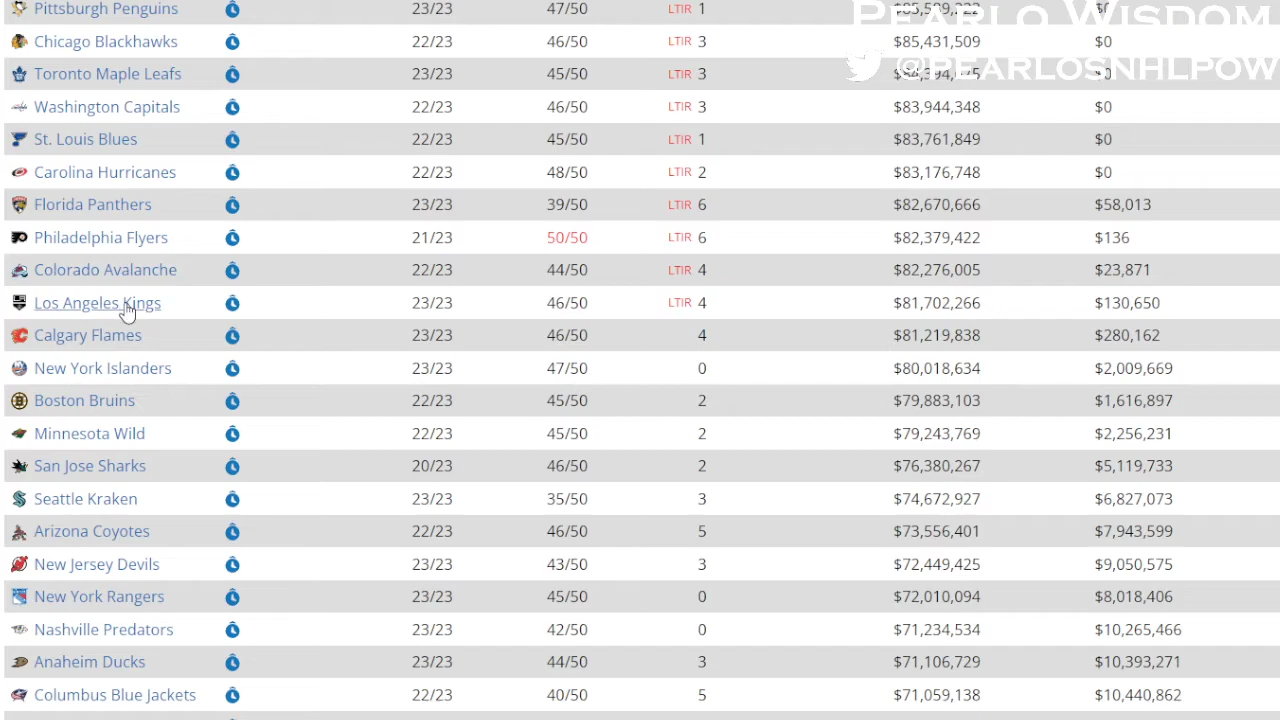 Pittsburgh Penguins 23/23 47/50 LTIR 1 $0
PEARLO WISDOM
Chicago Blackhawks 22/23 46/50 LTIR 3 $85,431,509 $0
Toronto Maple Leafs 23/23 45/50 LTIR 3
@PEARLOSNHLPOW
Washington Capitals 22/23 46/50 LTIR 3 $83,944,348 $0
St. Louis Blues 22/23 45/50 LTIR 1 $83,761,849 $0
Carolina Hurricanes 22/23 48/50 LTIR 2 $83,176,748 $0
Florida Panthers 23/23 39/50 LTIR 6 $82,670,666 $58,013
Philadelphia Flyers 21/23 50/50 LTIR 6 $82,379,422 $136
Colorado Avalanche 22/23 44/50 LTIR 4 $82,276,005 $23,871
Los Angeles Kings 23/23 46/50 LTIR 4 $81,702,266 $130,650
Calgary Flames 23/23 46/50 4 $81,219,838 $280,162
New York Islanders 23/23 47/50 0 $80,018,634 $2,009,669
Boston Bruins 22/23 45/50 2 $79,883,103 $1,616,897
Minnesota Wild 22/23 45/50 2 $79,243,769 $2,256,231
San Jose Sharks 20/23 46/50 2 $76,380,267 $5,119,733
Seattle Kraken 23/23 35/50 3 $74,672,927 $6,827,073
Arizona Coyotes 22/23 46/50 5 $73,556,401 $7,943,599
New Jersey Devils 23/23 43/50 3 $72,449,425 $9,050,575
New York Rangers 23/23 45/50 0 $72,010,094 $8,018,406
Nashville Predators 23/23 42/50 0 $71,234,534 $10,265,466
Anaheim Ducks 23/23 44/50 3 $71,106,729 $10,393,271
Columbus Blue Jackets 22/23 40/50 5 $71,059,138 $10,440,862